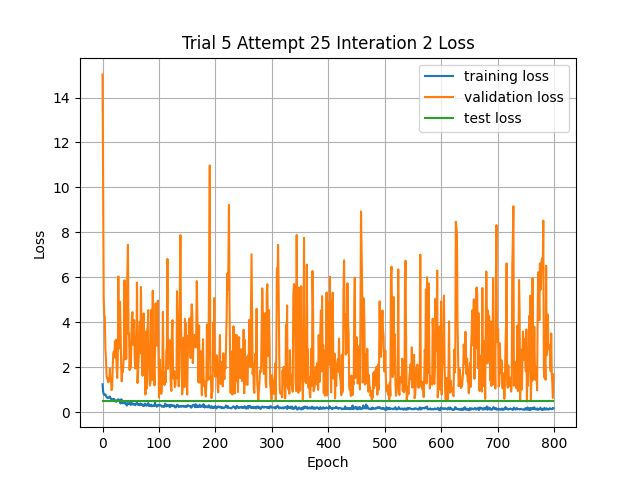 Trial 5 Attempt 25 Interation 2 Loss
training loss
validation loss
test loss
Loss
14
12
10
8
6
4
2
0
0 100 200 300 400 500 600 700 800
Epoch